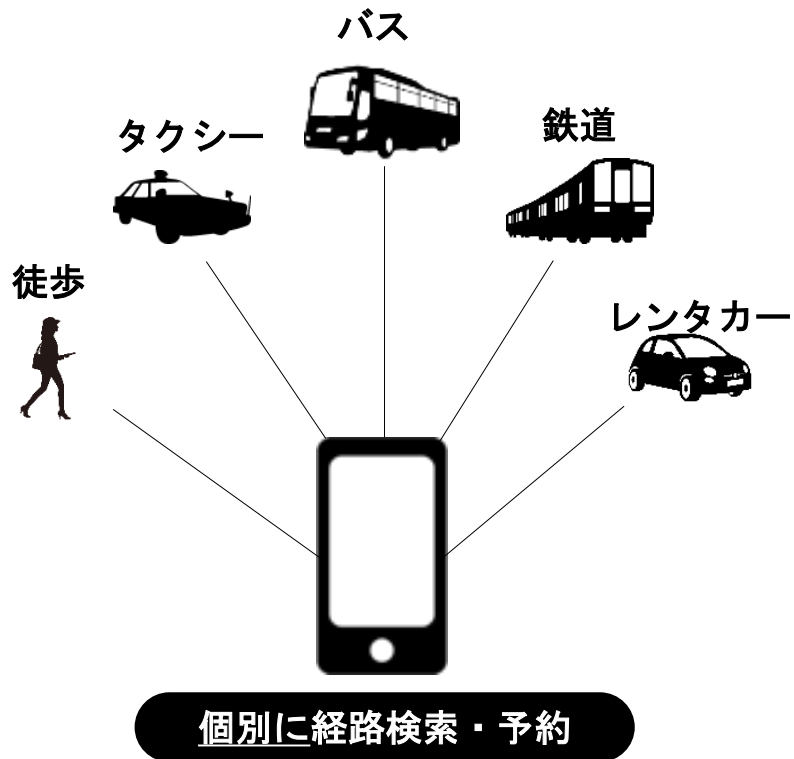 バス
タクシー
鉄道
徒歩
レンタカー
個別に経路検索・予約